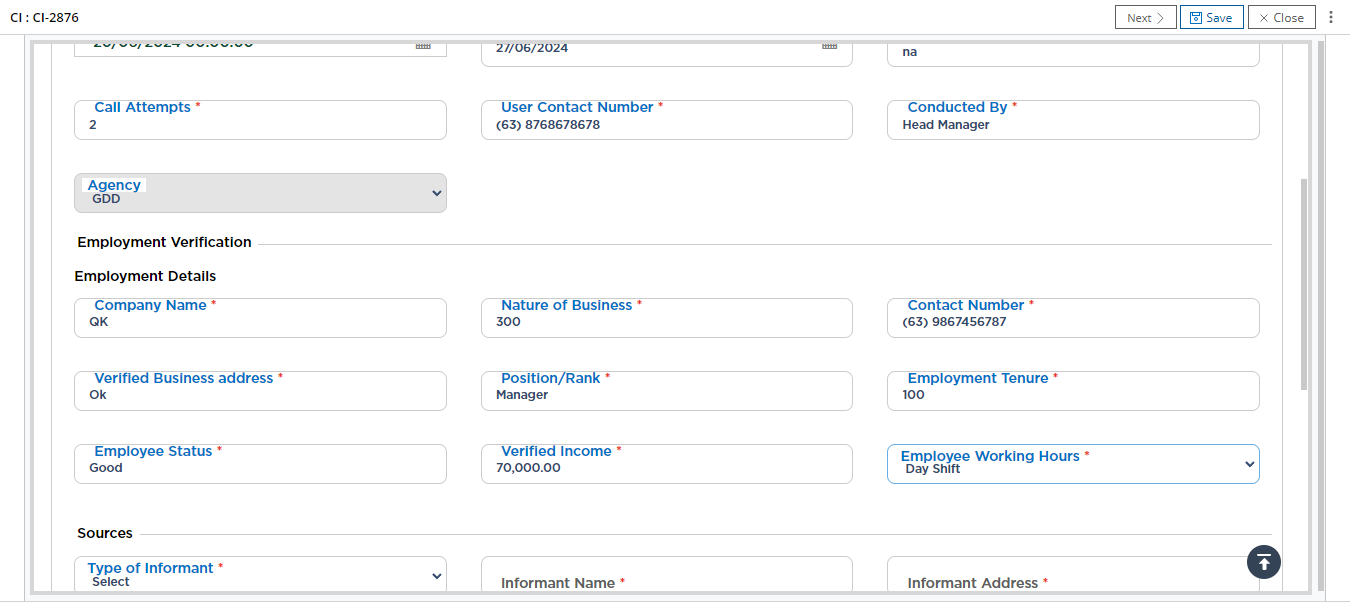 CI : CI-2876
Next
Save
Close
27/06/2024
na
Call Attempts *
2
User Contact Number *
(63) 8768678678
Conducted By *
Head Manager
Agency
GDD
Employment Verification
Employment Details
Company Name *
QK
Nature of Business *
300
Contact Number *
(63) 9867456787
Verified Business address *
Ok
Position/Rank *
Manager
Employment Tenure *
100
Employee Status *
Good
Verified Income *
70,000.00
Employee Working Hours *
Day Shift
Sources
Type of Informant *
Select
Informant Name *
Informant Address *